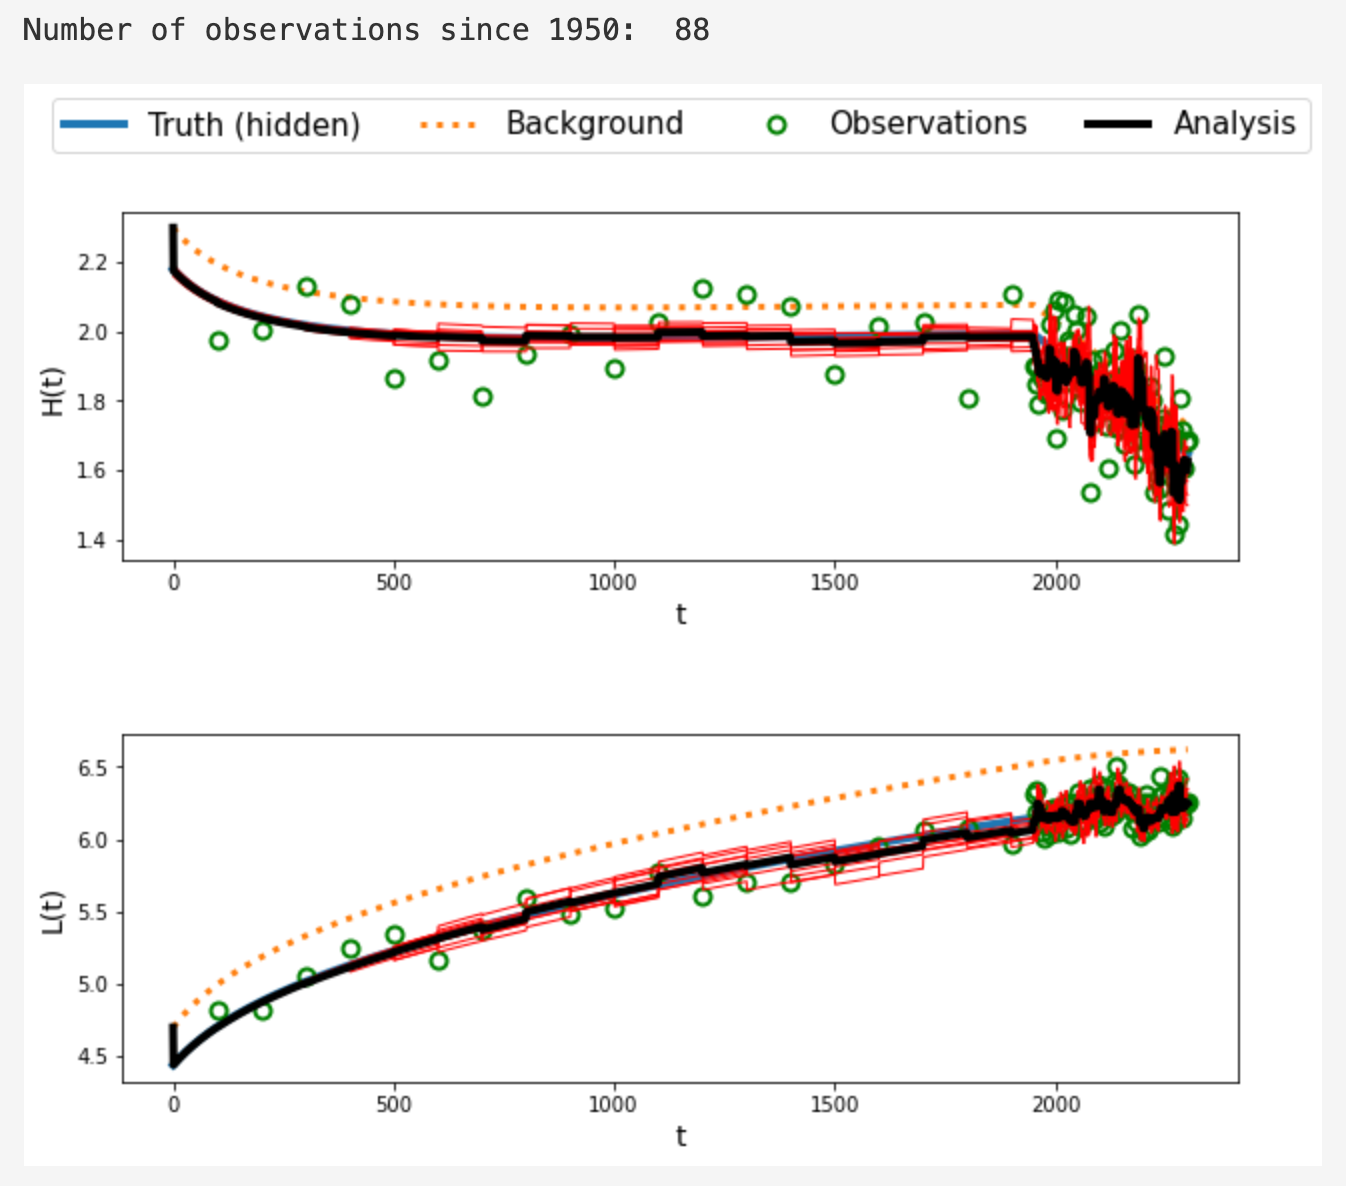 Number of observations since 1950:  88
Truth (hidden) Background Observations Analysis
2.2
2.0
1.8
1.6
1.4
H(t)
0 500 1000 1500 2000
t
6.5
6.0
5.5
5.0
4.5
L(t)
0 500 1000 1500 2000
t